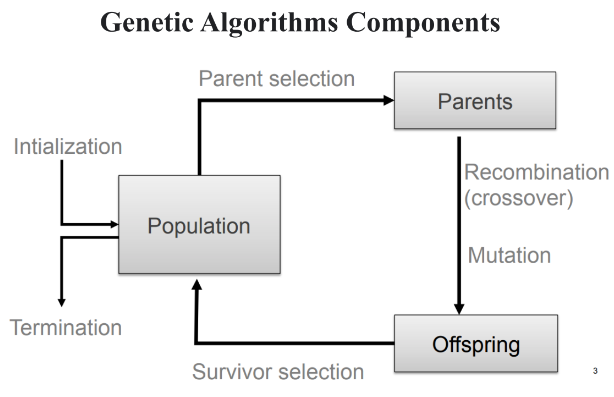 Genetic Algorithms Components
Parent selection
Parents
Intialization
Recombination
(crossover)
Population
Mutation
Termination
Offspring
Survivor selection
3